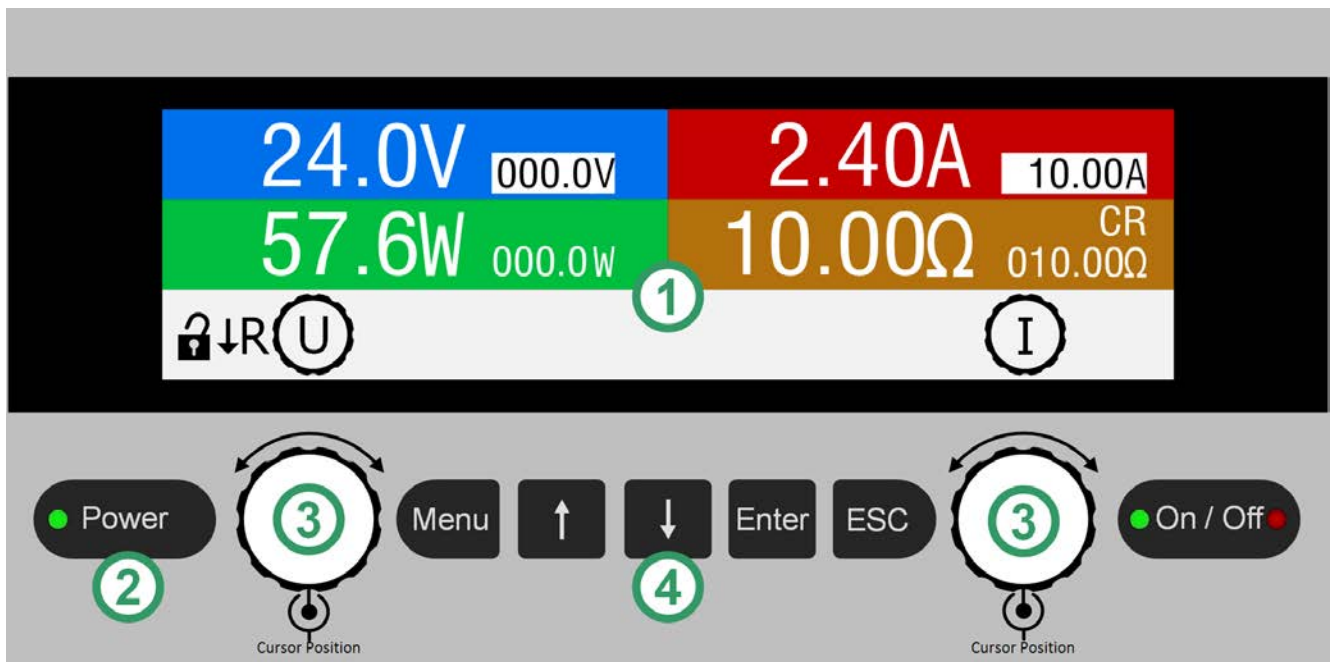 24.0V 000.0V 2.40A 10.00A
CR
57.6W 000.0W 10.00Ω 010.00Ω
1
↓R U I
Power 3 Menu ↑ ↓ Enter ESC 3 On / Off
2 4
Cursor Position Cursor Position